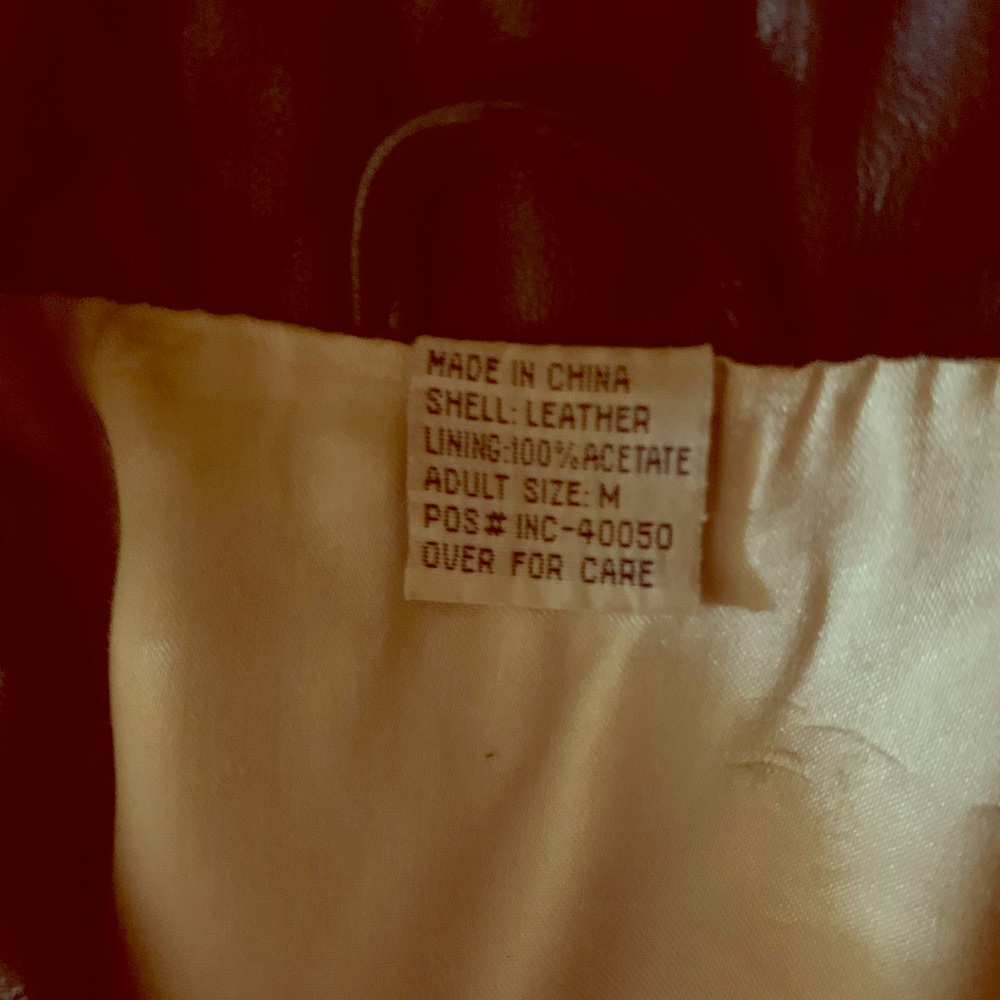 MADE IN CHINA
SHELL: LEATHER
LINING:100%ACETATE
ADULT SIZE: M
POS# INC-40050
OVER FOR CARE